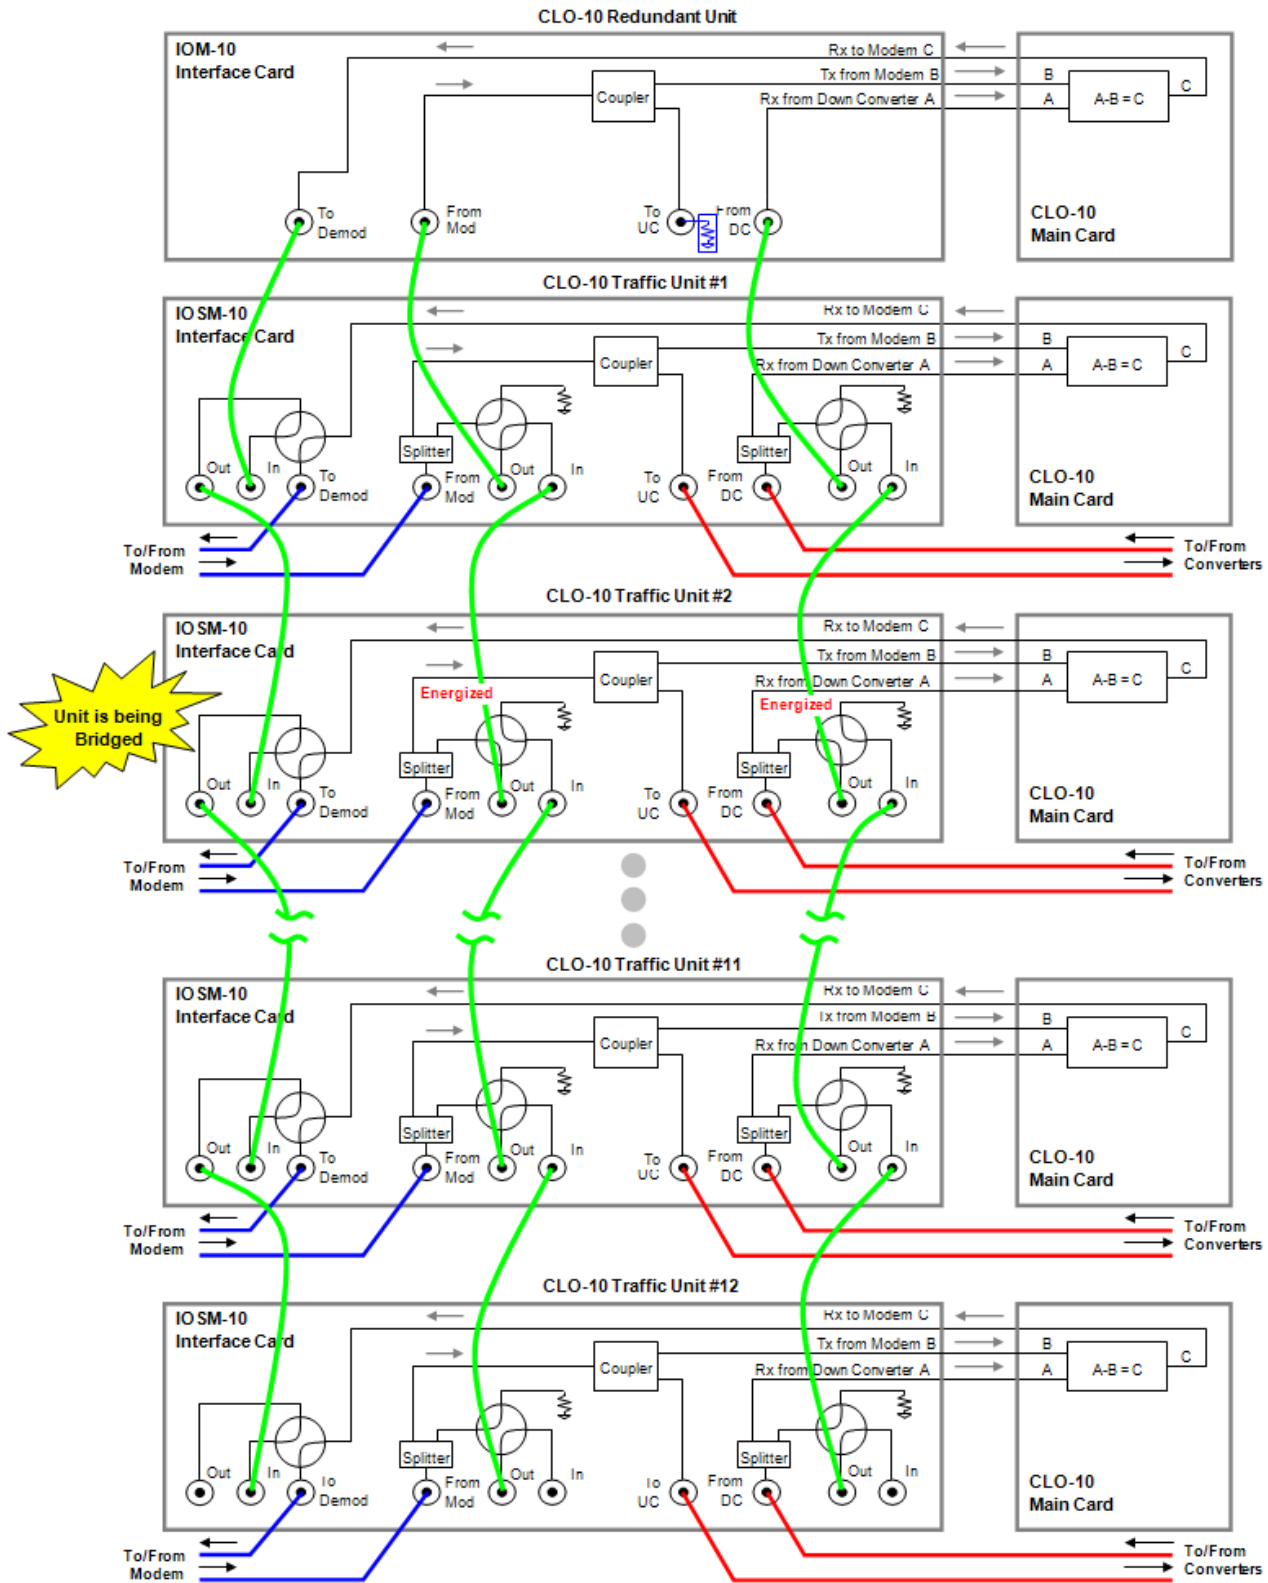 CLO-10 Redundant Unit
IOM-10
Interface Card
Rx to Modem C
Tx from Modem B
Rx from Down Converter A
Coupler
B
A
A-B = C
C
To
Demod
From
Mod
To
UC
From
DC
CLO-10
Main Card
CLO-10 Traffic Unit #1
IOSM-10
Interface Card
Rx to Modem C
Tx from Modem B
Rx from Down Converter A
Coupler
B
A
A-B = C
C
Splitter
Splitter
Out
In
To
Demod
From
Mod
Out
In
To
UC
From
DC
Out
In
CLO-10
Main Card
To/From
Modem
To/From
Converters
CLO-10 Traffic Unit #2
IOSM-10
Interface Card
Rx to Modem C
Tx from Modem B
Rx from Down Converter A
Coupler
B
A
A-B = C
C
Energized
Energized
Unit is being
Bridged
Splitter
Splitter
Out
In
To
Demod
From
Mod
Out
In
To
UC
From
DC
Out
In
CLO-10
Main Card
To/From
Modem
To/From
Converters
CLO-10 Traffic Unit #11
IOSM-10
Interface Card
Rx to Modem C
Tx from Modem B
Rx from Down Converter A
Coupler
B
A
A-B = C
C
Splitter
Splitter
Out
In
To
Demod
From
Mod
Out
In
To
UC
From
DC
Out
In
CLO-10
Main Card
To/From
Modem
To/From
Converters
CLO-10 Traffic Unit #12
IOSM-10
Interface Card
Rx to Modem C
Tx from Modem B
Rx from Down Converter A
Coupler
B
A
A-B = C
C
Splitter
Splitter
Out
In
To
Demod
From
Mod
Out
In
To
UC
From
DC
Out
In
CLO-10
Main Card
To/From
Modem
To/From
Converters